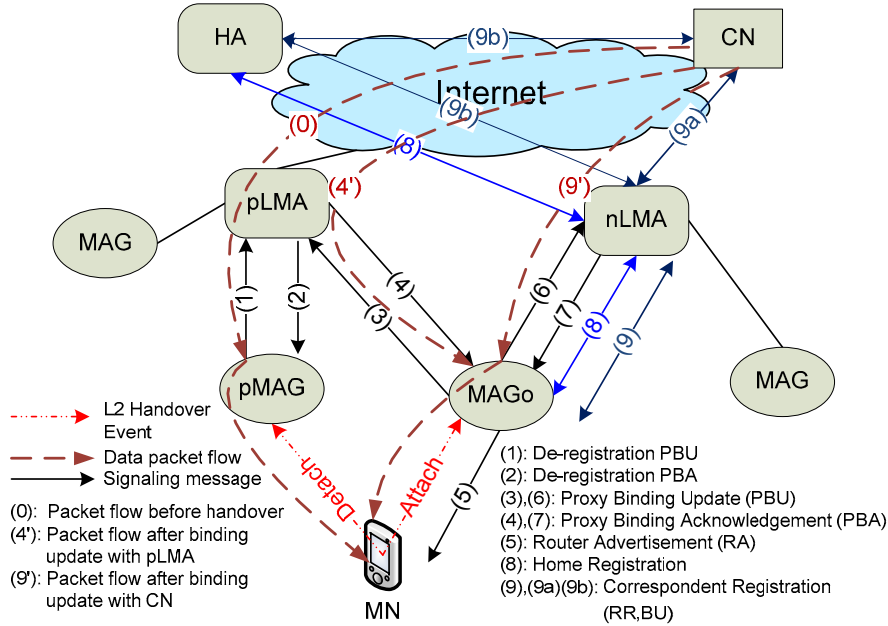 HA
(9b)
CN
Internet
(0)
(9b)
(9a)
(8)
pLMA
(4')
(9')
nLMA
MAG
(1)
(2)
(4)
(3)
(6)
(7)
(8)
(9)
pMAG
MAGo
MAG
L2 Handover
Event
Data packet flow
Signaling message
Detach
Attach
(5)
(0): Packet flow before handover
(4'): Packet flow after binding
update with pLMA
(9'): Packet flow after binding
update with CN
MN
(1): De-registration PBU
(2): De-registration PBA
(3),(6): Proxy Binding Update (PBU)
(4),(7): Proxy Binding Acknowledgement (PBA)
(5): Router Advertisement (RA)
(8): Home Registration
(9),(9a)(9b): Correspondent Registration
(RR,BU)